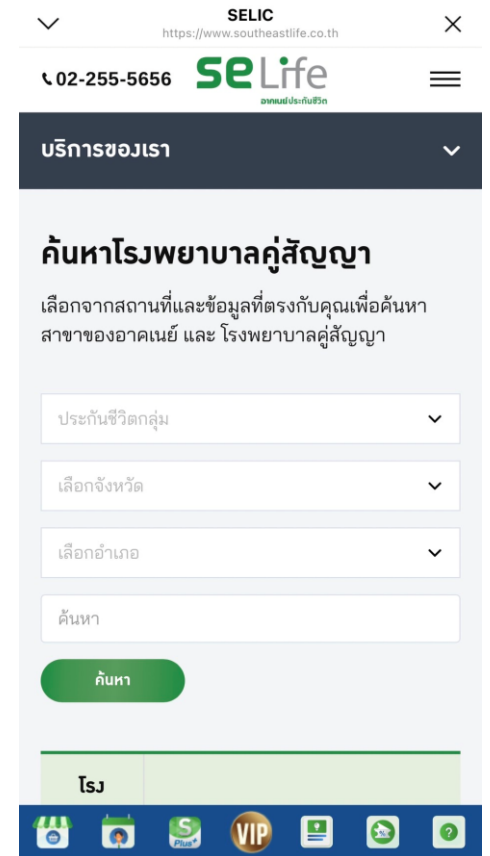 SELIC
https://www.southeastlife.co.th
02-255-5656
SELife
อาคเนย์ประกันชีวิต
บริการของเรา
ค้นหาโรงพยาบาลคู่สัญญา
เลือกจากสถานที่และข้อมูลที่ตรงกับคุณเพื่อค้นหา
สาขาของอาคเนย์ และ โรงพยาบาลคู่สัญญา
ประกันชีวิตกลุ่ม
เลือกจังหวัด
เลือกอำเภอ
ค้นหา
ค้นหา
โรง
S Plus+ VIP ?